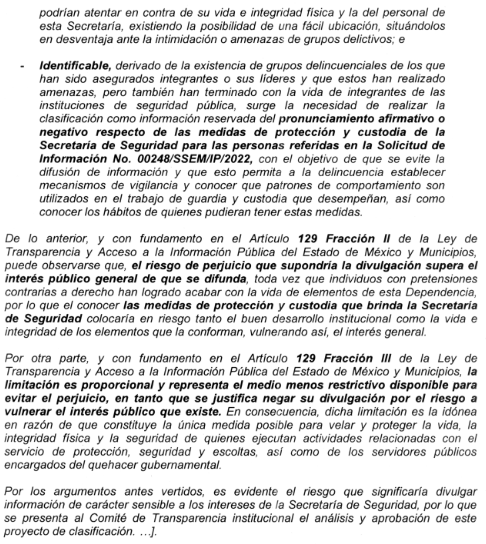 podrían atentar en contra de su vida e integridad física y la del personal de
esta Secretaría, existiendo la posibilidad de una fácil ubicación, situándolos
en desventaja ante la intimidación o amenazas de grupos delictivos; e
- Identificable, derivado de la existencia de grupos delincuenciales de los que
han sido asegurados integrantes o sus líderes y que estos han realizado
amenazas, pero también han terminado con la vida de integrantes de las
instituciones de seguridad pública, surge la necesidad de realizar la
clasificación como información reservada del pronunciamiento afirmativo o
negativo respecto de las medidas de protección y custodia de la
Secretaría de Seguridad para las personas referidas en la Solicitud de
Información No. 00248/SSEM/IP/2022, con el objetivo de que se evite la
difusión de información y que esto permita a la delincuencia establecer
mecanismos de vigilancia y conocer que patrones de comportamiento son
utilizados en el trabajo de guardia y custodia que desempeñan, así como
conocer los hábitos de quienes pudieran tener estas medidas.
De lo anterior, y con fundamento en el Artículo 129 Fracción II de la Ley de
Transparencia y Acceso a la Información Pública del Estado de México y Municipios,
puede observarse que, el riesgo de perjuicio que supondría la divulgación supera el
interés público general de que se difunda, toda vez que individuos con pretensiones
contrarias a derecho han logrado acabar con la vida de elementos de esta Dependencia,
por lo que el conocer las medidas de protección y custodia que brinda la Secretaria
de Seguridad colocaría en riesgo tanto el buen desarrollo institucional como la vida e
integridad de los elementos que la conforman, vulnerando así, el interés general.
Por otra parte, y con fundamento en el Artículo 129 Fracción III de la Ley de
Transparencia y Acceso a la Información Pública del Estado de México y Municipios, la
limitación es proporcional y representa el medio menos restrictivo disponible para
evitar el perjuicio, en tanto que se justifica negar su divulgación por el riesgo a
vulnerar el interés público que existe. En consecuencia, dicha limitación es la idónea
en razón de que constituye la única medida posible para velar y proteger la vida, la
integridad física y la seguridad de quienes ejecutan actividades relacionadas con el
servicio de protección, seguridad y escoltas, así como de los servidores públicos
encargados del quehacer gubernamental.
Por los argumentos antes vertidos, es evidente el riesgo que significaría divulgar
información de carácter sensible a los intereses de la Secretaría de Seguridad, por lo que
se presenta al Comité de Transparencia institucional el análisis y aprobación de este
proyecto de clasificación. …].